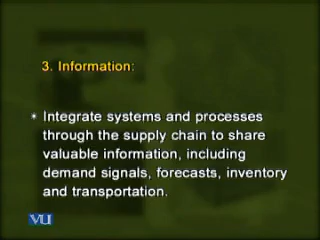 3. Information:
* Integrate systems and processes
through the supply chain to share
valuable information, including
demand signals, forecasts, inventory
and transportation.
VU